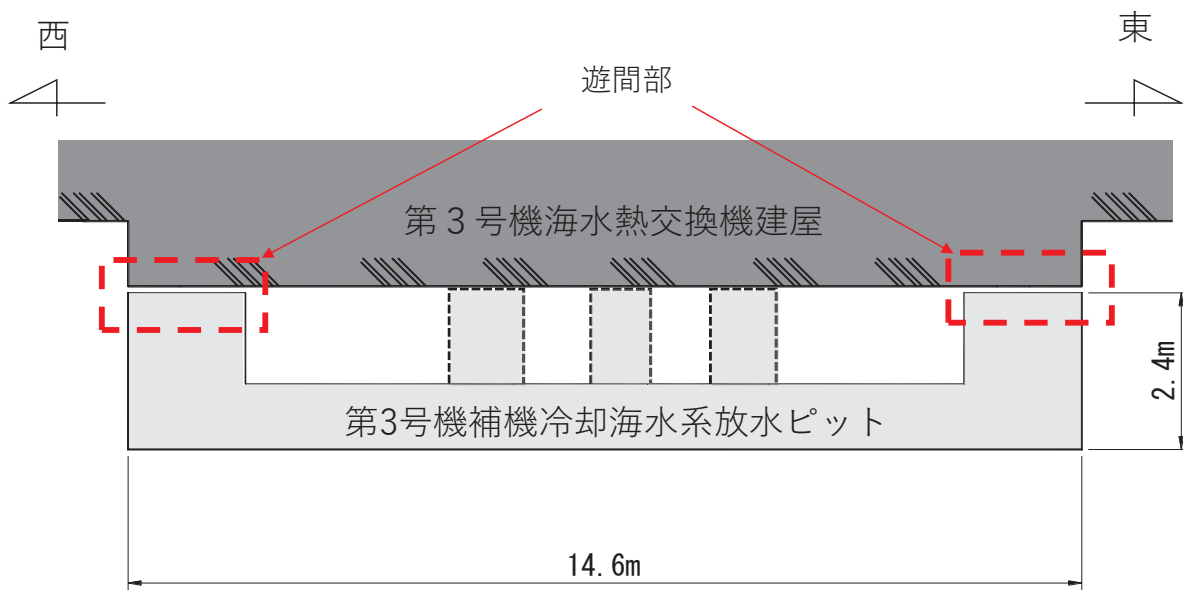 西
東
遊間部
第３号機海水熱交換機建屋
2.4m
第3号機補機冷却海水系放水ピット
14.6m